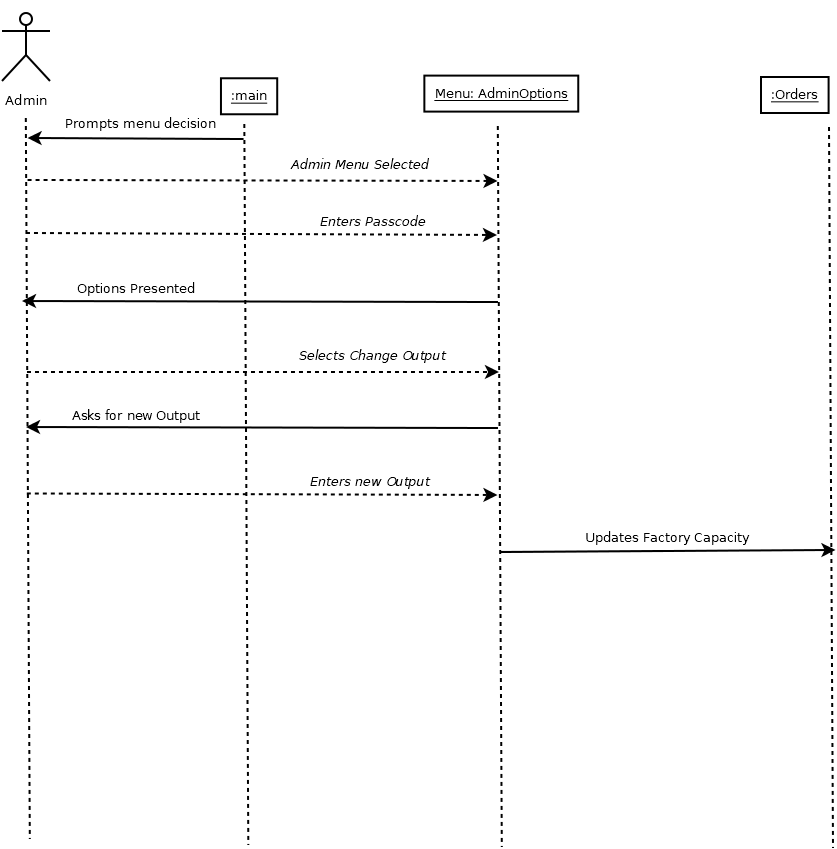 Admin
:main
Menu: AdminOptions
:Orders
Prompts menu decision
Admin Menu Selected
Enters Passcode
Options Presented
Selects Change Output
Asks for new Output
Enters new Output
Updates Factory Capacity